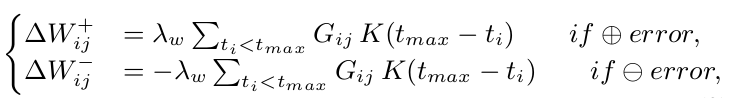 ΔW_{ij}^{+} = λ_w ∑_{t_i<t_{max}} G_{ij} K(t_{max} − t_i) if ⊕ error,
ΔW_{ij}^{−} = −λ_w ∑_{t_i<t_{max}} G_{ij} K(t_{max} − t_i) if ⊖ error,